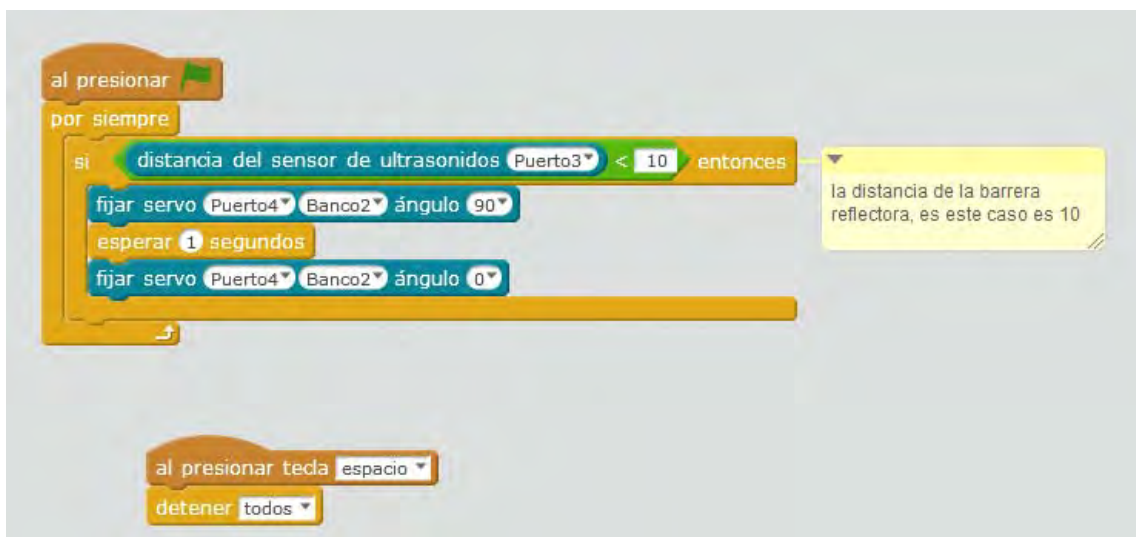 al presionar
por siempre
si distancia del sensor de ultrasonidos Puerto3 < 10 entonces
fijar servo Puerto4 Banco2 ángulo 90
esperar 1 segundos
fijar servo Puerto4 Banco2 ángulo 0
la distancia de la barrera
reflectora, es este caso es 10
al presionar tecla espacio
detener todos